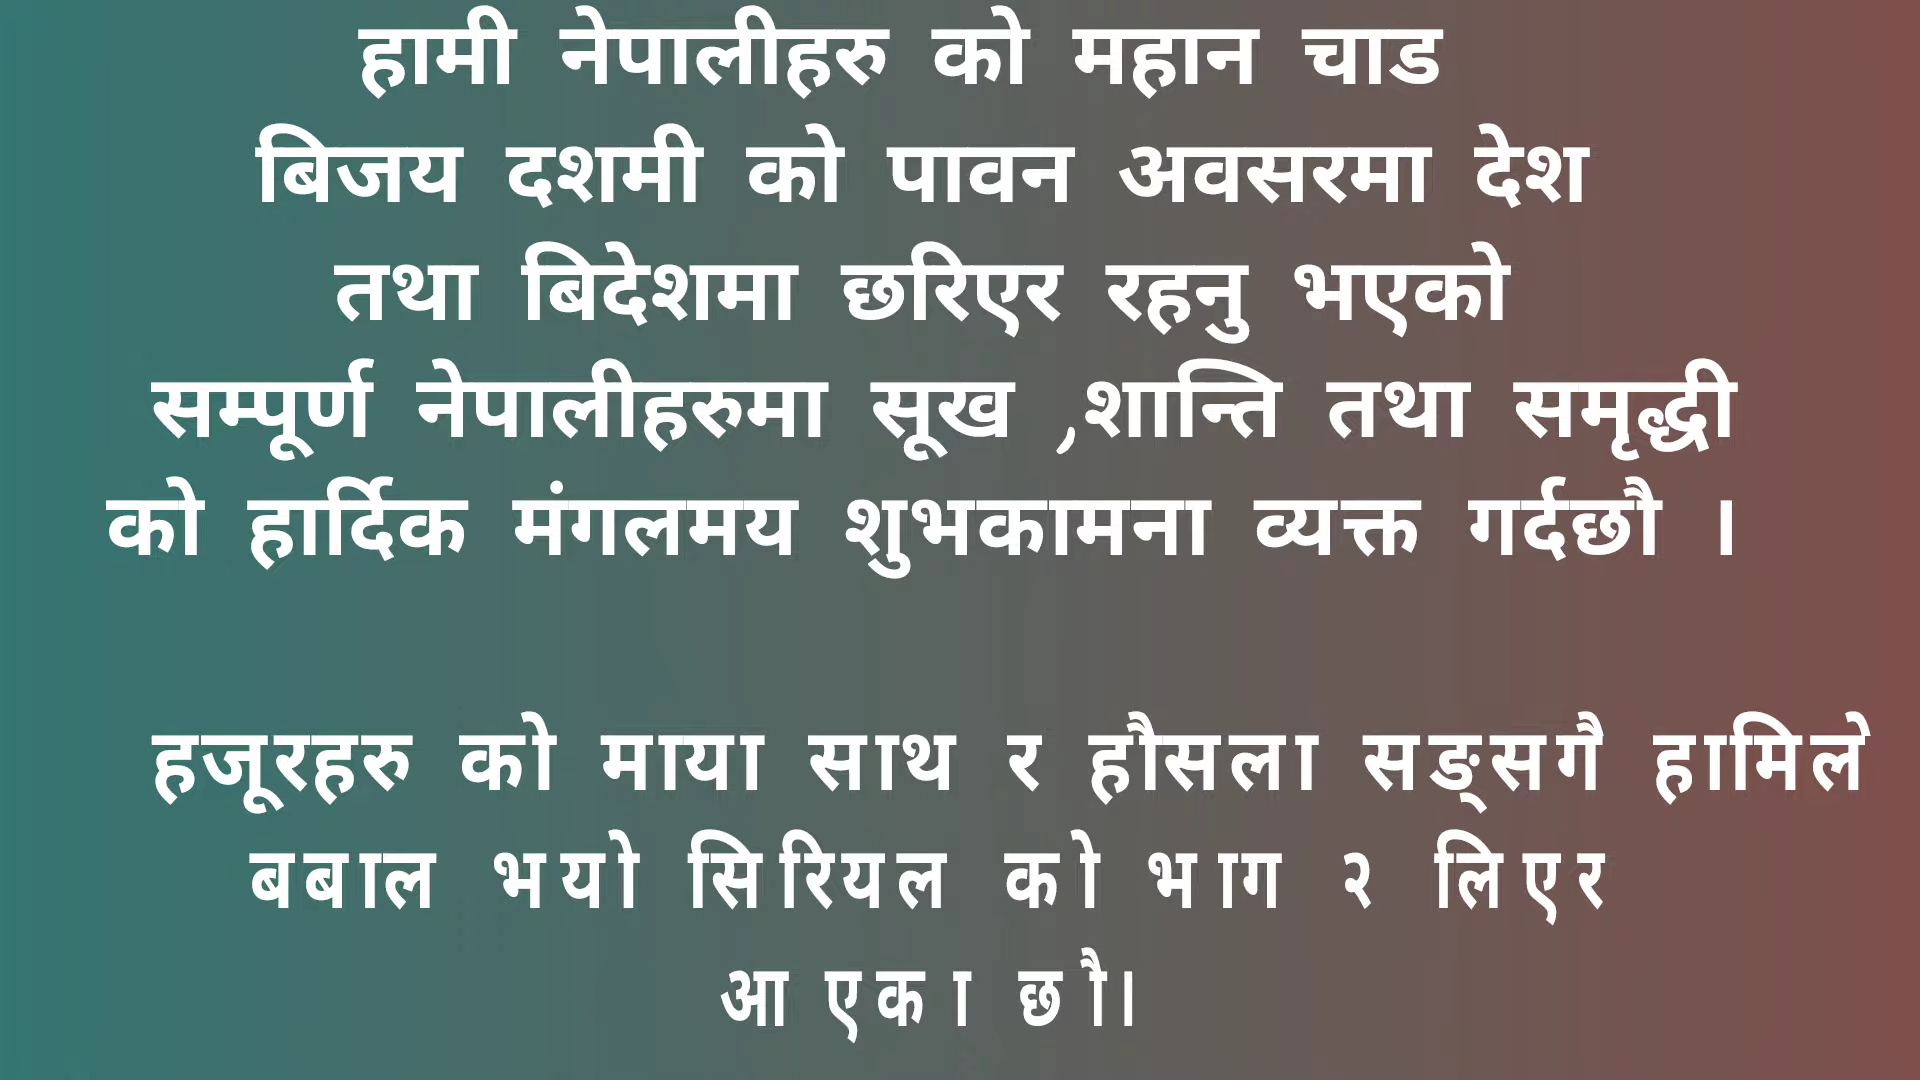 हामी नेपालीहरु को महान चाड
बिजय दशमी को पावन अवसरमा देश
तथा बिदेशमा छरिएर रहनु भएको
सम्पूर्ण नेपालीहरुमा सूख ,शान्ति तथा समृद्धी
को हार्दिक मंगलमय शुभकामना व्यक्त गर्दछौ ।
हजूरहरु को माया साथ र हौसला सङ्सगै हामिले
बबाल भयो सिरियल को भाग २ लिएर
आएका छौ।